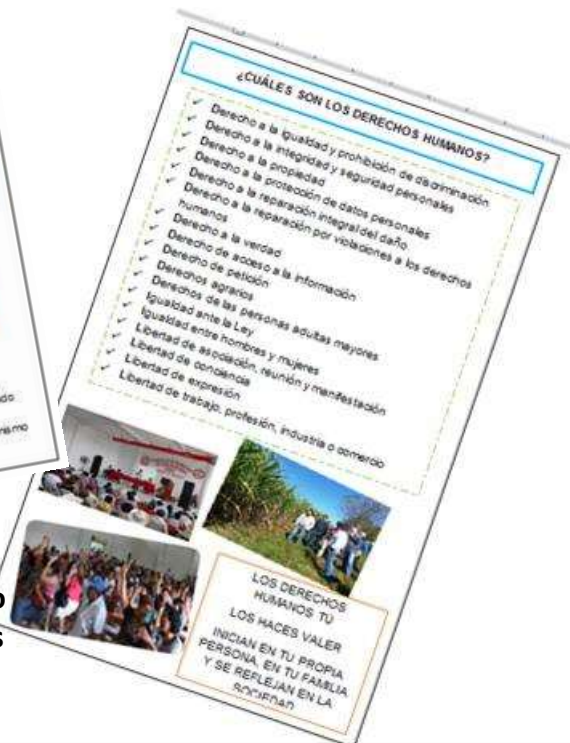 ¿CUÁLES SON LOS DERECHOS HUMANOS?
Derecho a la igualdad y prohibición de discriminación
Derecho a la integridad y seguridad personales
Derecho a la propiedad
Derecho a la protección de datos personales
Derecho a la reparación integral del daño.
Derecho a la reparación por violaciones a los derechos
humanos
Derecho a la verdad
Derecho de acceso a la información
Derecho de petición
Derechos agrarios
Derechos de las personas adultas mayores
Igualdad ante la Ley
Igualdad entre hombres y mujeres
Libertad de asociación, reunión y manifestación
Libertad de conciencia
Libertad de expresión
Libertad de trabajo, profesión, industria o comercio
LOS DERECHOS
HUMANOS TÚ
LOS HACES VALER
INICIAN EN TU PROPIA
PERSONA, EN TU FAMILIA
Y SE REFLEJAN EN LA
SOCIEDAD